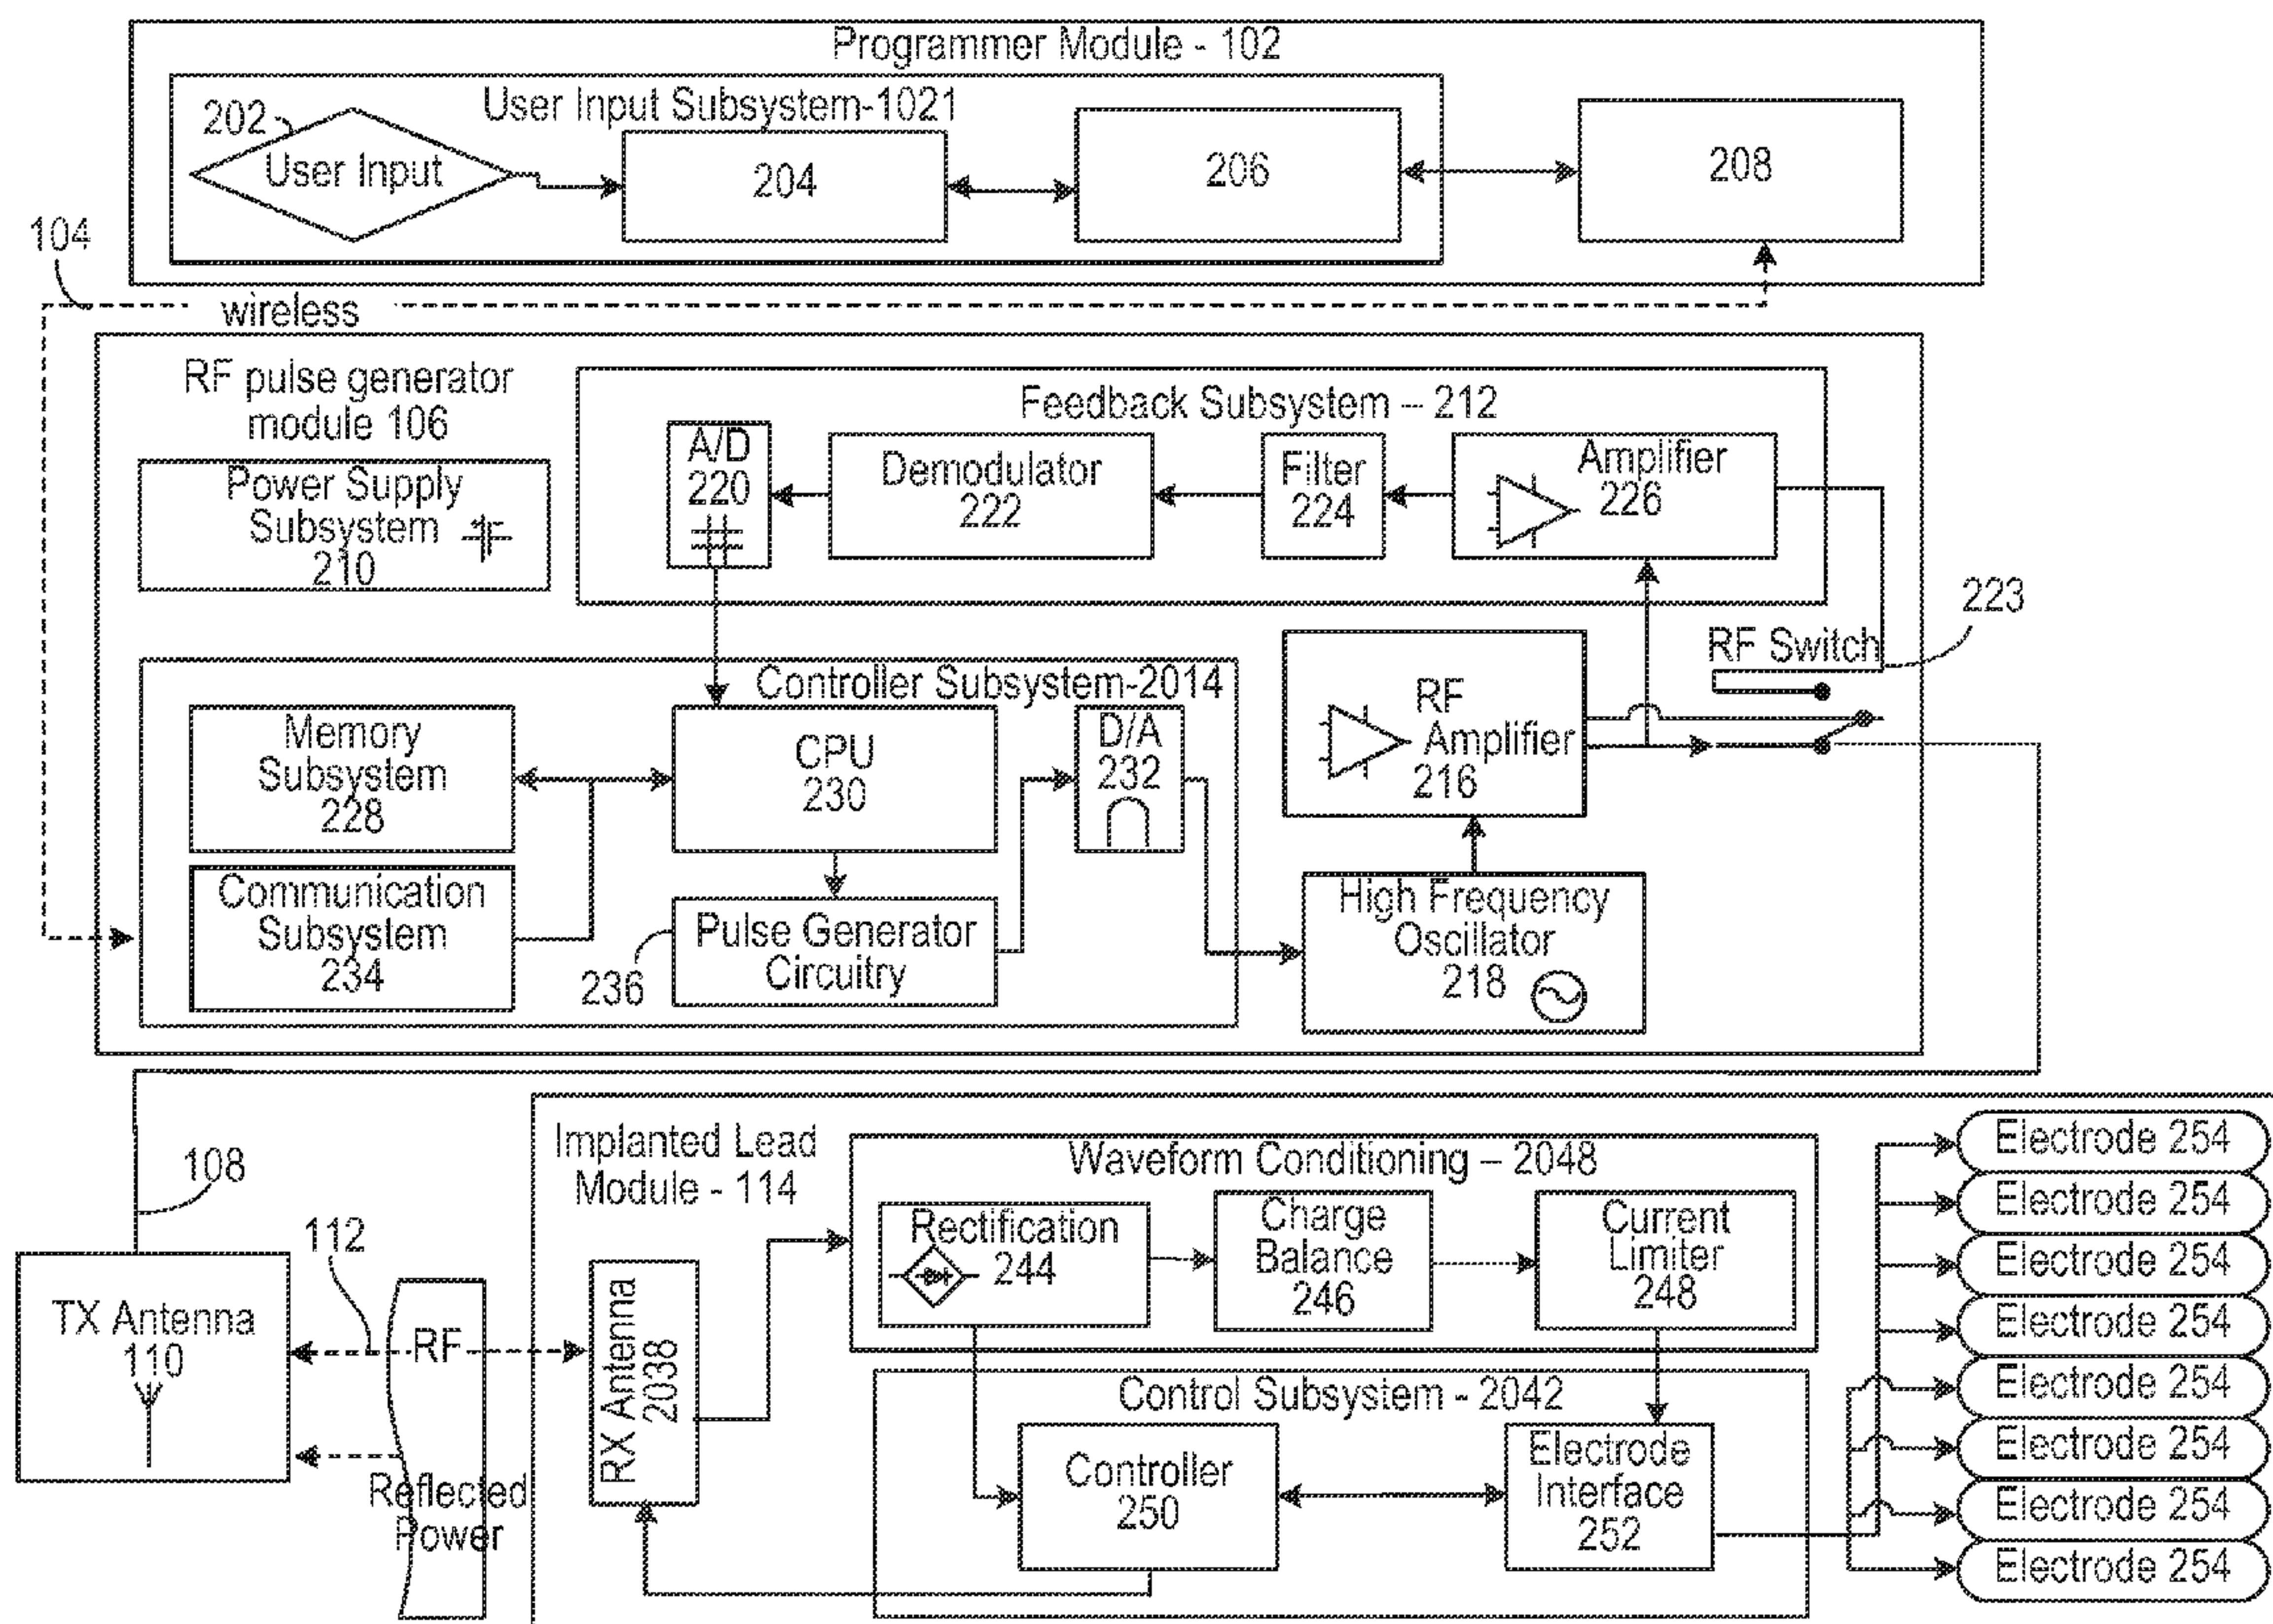 Programmer Module - 102
User Input Subsystem-1021
202
User Input
204
206
208
104
wireless
RF pulse generator
module 106
Power Supply
Subsystem
210
Feedback Subsystem – 212
A/D
220
Demodulator
222
Filter
224
Amplifier
226
223
RF Switch
Controller Subsystem-2014
Memory
Subsystem
228
CPU
230
D/A
232
RF
Amplifier
216
Communication
Subsystem
234
236
Pulse Generator
Circuitry
High Frequency
Oscillator
218
108
112
TX Antenna
110
RF
Reflected
Power
Implanted Lead
Module - 114
RX Antenna
2038
Waveform Conditioning – 2048
Rectification
244
Charge
Balance
246
Current
Limiter
248
Control Subsystem - 2042
Controller
250
Electrode
Interface
252
Electrode 254
Electrode 254
Electrode 254
Electrode 254
Electrode 254
Electrode 254
Electrode 254
Electrode 254